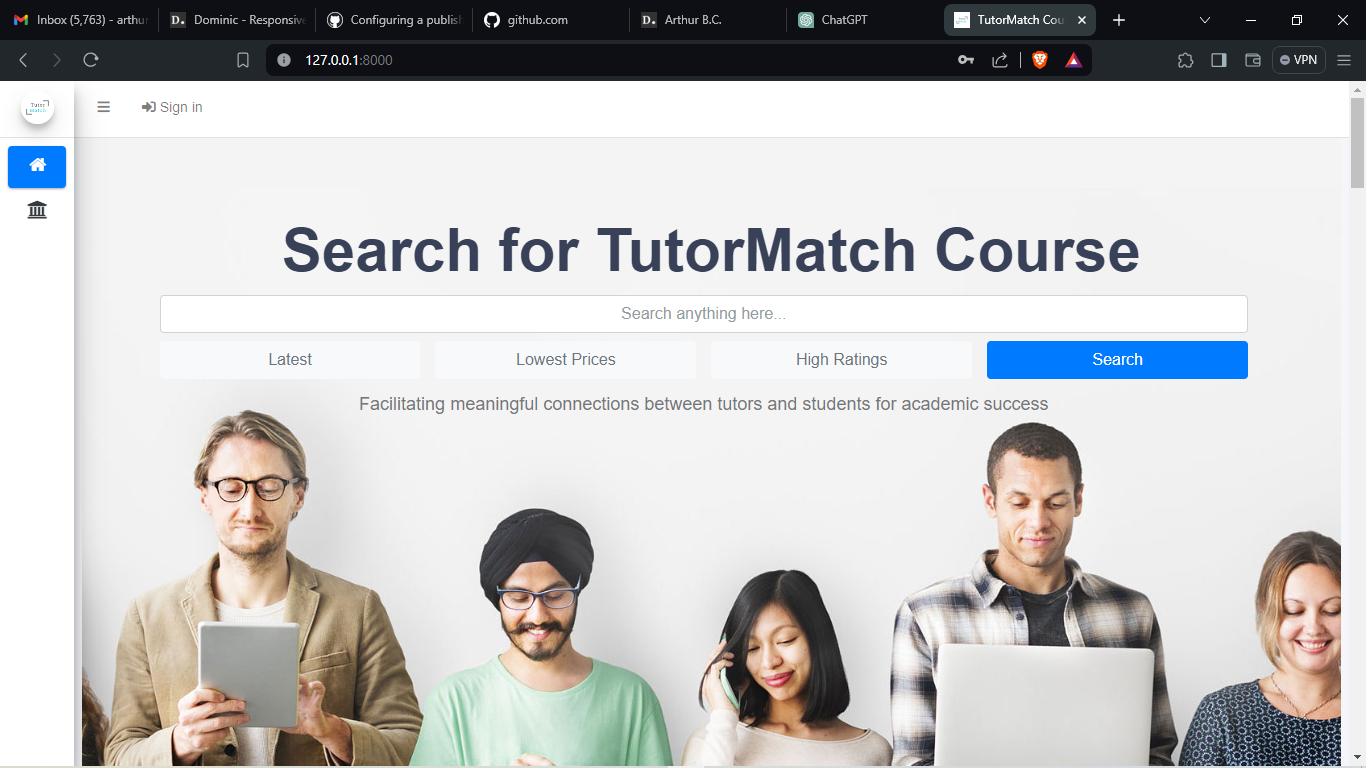 Inbox (5,763) - arthur
Dominic - Responsive
Configuring a publish
github.com
Arthur B.C.
ChatGPT
TutorMatch Cou
127.0.0.1:8000
VPN
Tutor
Match
Sign in
Search for TutorMatch Course
Search anything here...
Latest
Lowest Prices
High Ratings
Search
Facilitating meaningful connections between tutors and students for academic success